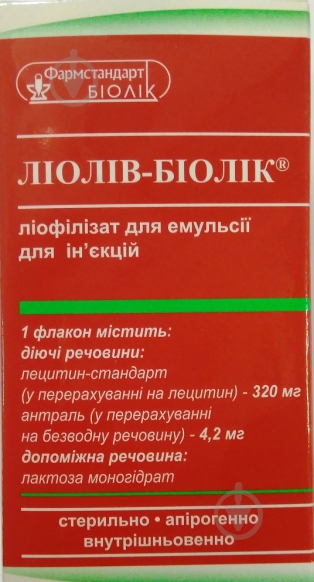 Фармстандарт
БІОЛІК
ЛІОЛІВ-БІОЛІК®
ліофілізат для емульсії
для ін’єкцій
1 флакон містить:
діючі речовини:
лецитин-стандарт
(у перерахуванні на лецитин) - 320 мг
антраль (у перерахуванні
на безводну речовину) - 4,2 мг
допоміжна речовина:
лактоза моногідрат
стерильно • апірогенно
внутрішньовенно